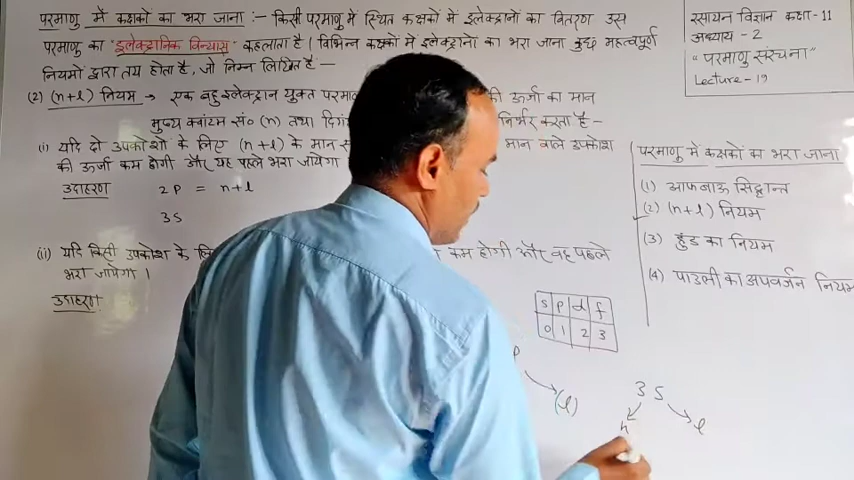 परमाणु में कक्षकों का भरा जाना :- किसी परमाणु में स्थित कक्षकों में इलेक्ट्रानों का वितरण उस
परमाणु का "इलेक्ट्रानिक विन्यास" कहलाता है। विभिन्न कक्षकों में इलेक्ट्रानों का भरा जाना कुछ महत्वपूर्ण
नियमों द्वारा तय होता है, जो निम्न लिखित है —
(2) (n+l) नियम → एक बहु इलेक्ट्रान युक्त की ऊर्जा का मान
मुख्य क्वांटम सं० (n) तथा निर्भर करता है -
(i) यदि दो उपकोशो के लिए (n+l) के मान मान वाले उपकोश
की ऊर्जा कम होगी और यह पहले भरा जायेगा
उदाहरण 2P = n+l
3S
(ii) यदि किसी उपकोश के कम होगी और वह पहले
भरा जायेगा ।
उदाहरण
रसायन विज्ञान कक्षा-11
अध्याय - 2
"परमाणु संरचना"
Lecture-19
परमाणु में कक्षकों का भरा जाना
(1) आफबाऊ सिद्धान्त
(2) (n+l) नियम
(3) हुंड का नियम
(4) पाउली का अपवर्जन नियम
S P d f
0 1 2 3
P
(l)
3 S
n l